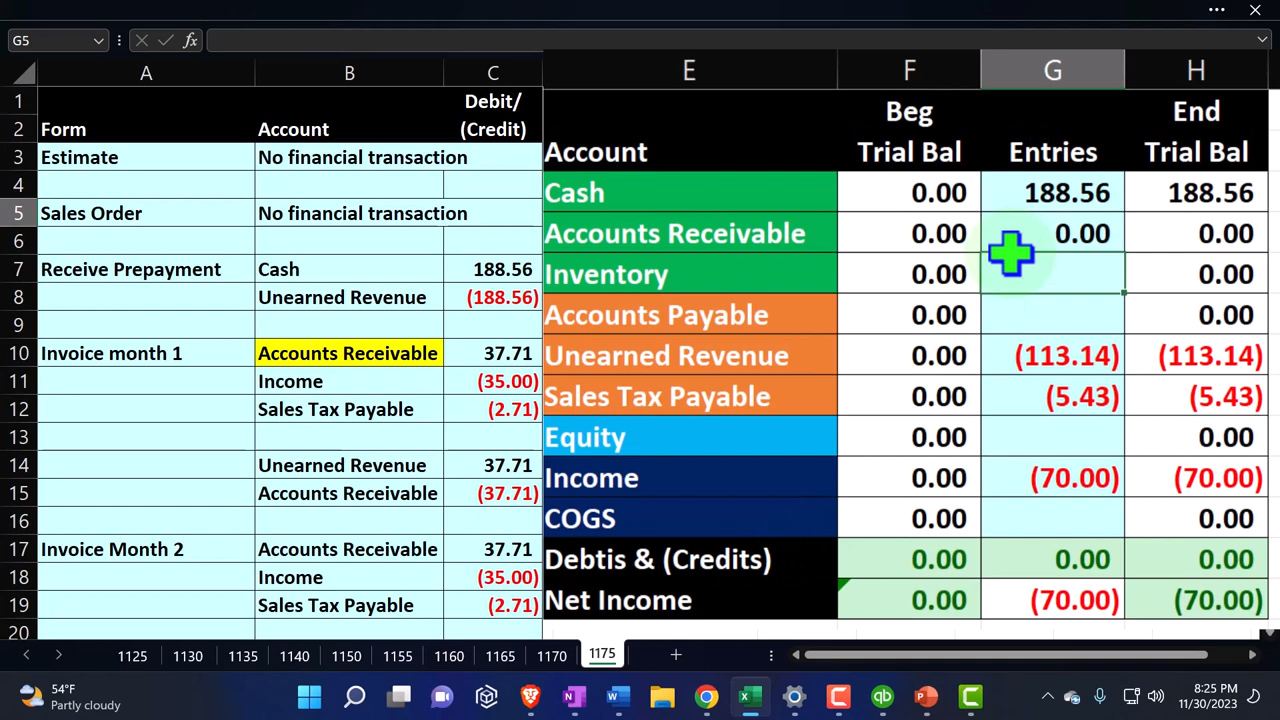 G5 fx
A B C
1 Debit/
2 Form Account (Credit)
3 Estimate No financial transaction
4
5 Sales Order No financial transaction
6
7 Receive Prepayment Cash 188.56
8 Unearned Revenue (188.56)
9
10 Invoice month 1 Accounts Receivable 37.71
11 Income (35.00)
12 Sales Tax Payable (2.71)
13
14 Unearned Revenue 37.71
15 Accounts Receivable (37.71)
16
17 Invoice Month 2 Accounts Receivable 37.71
18 Income (35.00)
19 Sales Tax Payable (2.71)
20
E F G H
Beg End
Account Trial Bal Entries Trial Bal
Cash 0.00 188.56 188.56
Accounts Receivable 0.00 0.00 0.00
Inventory 0.00 0.00
Accounts Payable 0.00 0.00
Unearned Revenue 0.00 (113.14) (113.14)
Sales Tax Payable 0.00 (5.43) (5.43)
Equity 0.00 0.00
Income 0.00 (70.00) (70.00)
COGS 0.00 0.00
Debtis & (Credits) 0.00 0.00 0.00
Net Income 0.00 (70.00) (70.00)
1125 1130 1135 1140 1150 1155 1160 1165 1170 1175
54°F
Partly cloudy
8:25 PM
11/30/2023